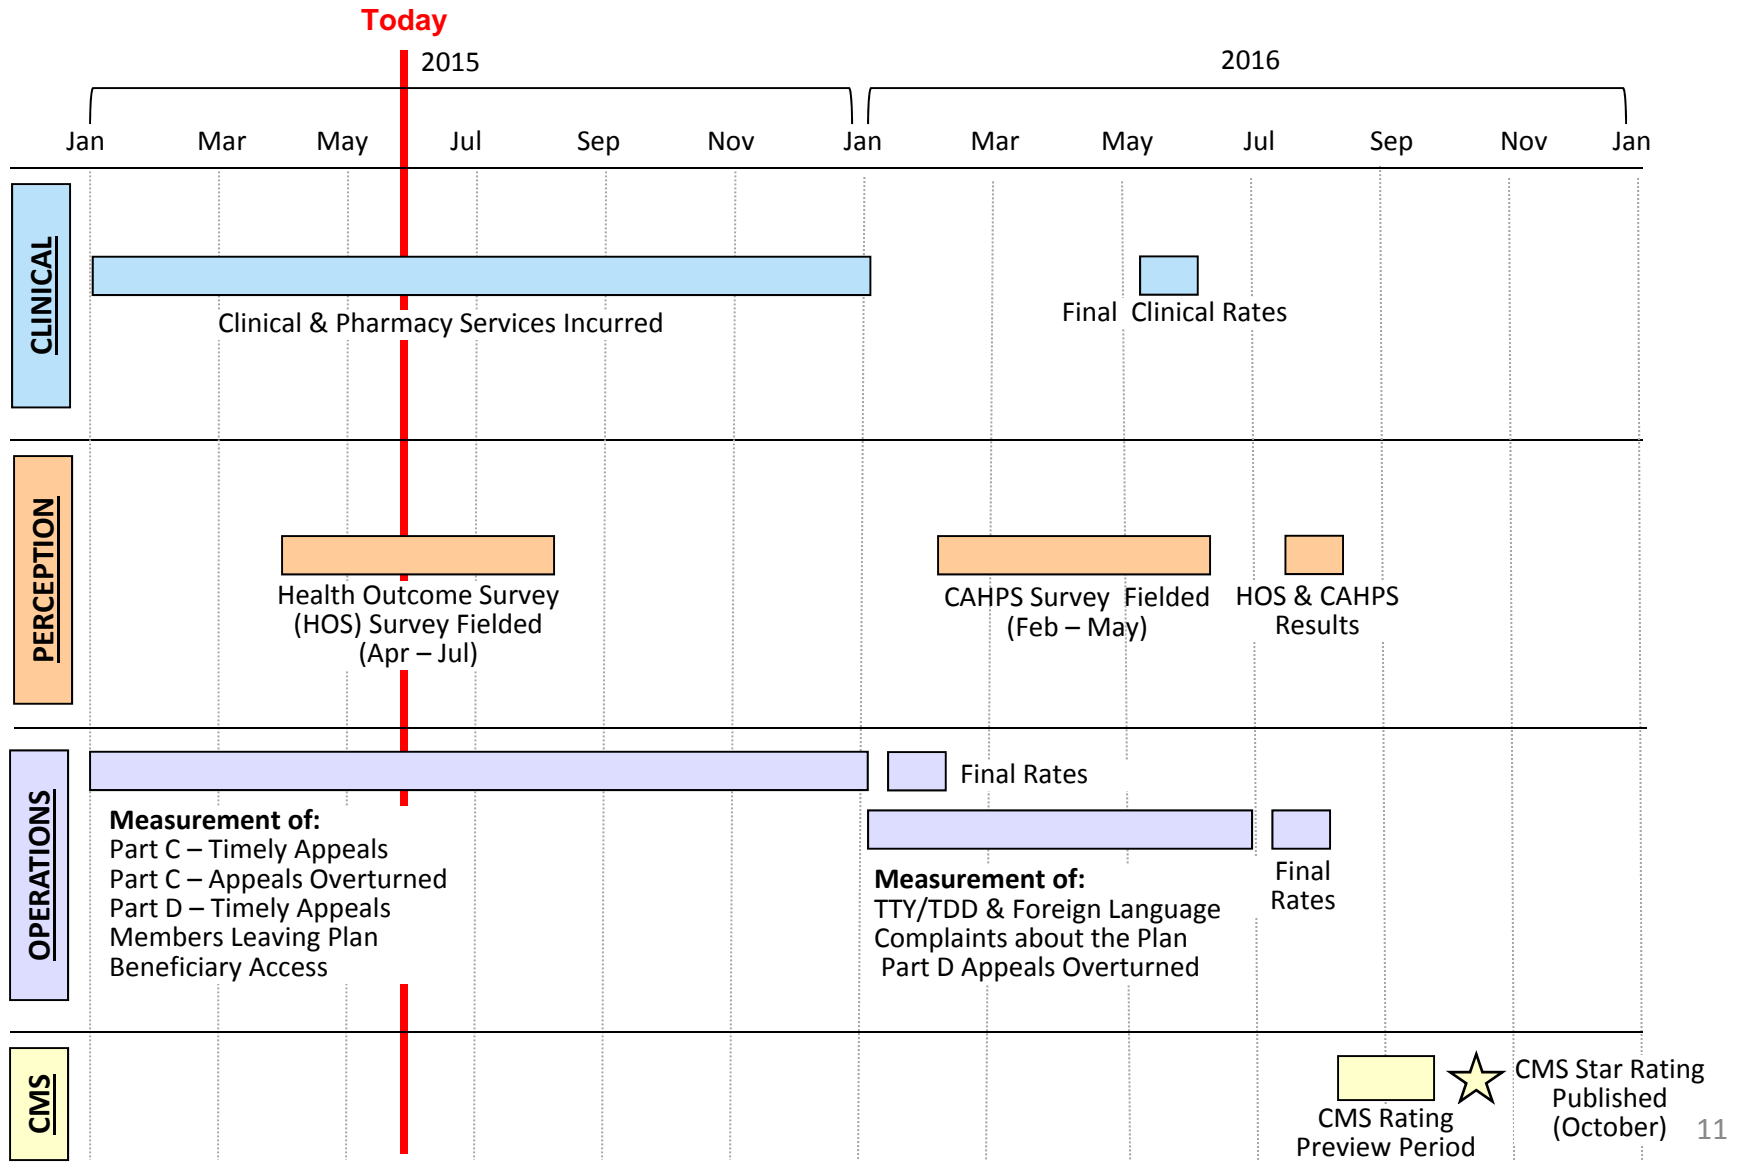 Today
2015
2016
Jan Mar May Jul Sep Nov Jan Mar May Jul Sep Nov Jan
CLINICAL
Clinical & Pharmacy Services Incurred
Final Clinical Rates
PERCEPTION
Health Outcome Survey
(HOS) Survey Fielded
(Apr – Jul)
CAHPS Survey Fielded
(Feb – May)
HOS & CAHPS
Results
OPERATIONS
Final Rates
Measurement of:
Part C – Timely Appeals
Part C – Appeals Overturned
Part D – Timely Appeals
Members Leaving Plan
Beneficiary Access
Measurement of:
TTY/TDD & Foreign Language
Complaints about the Plan
Part D Appeals Overturned
Final
Rates
CMS
CMS Rating
Preview Period
CMS Star Rating
Published
(October)
11